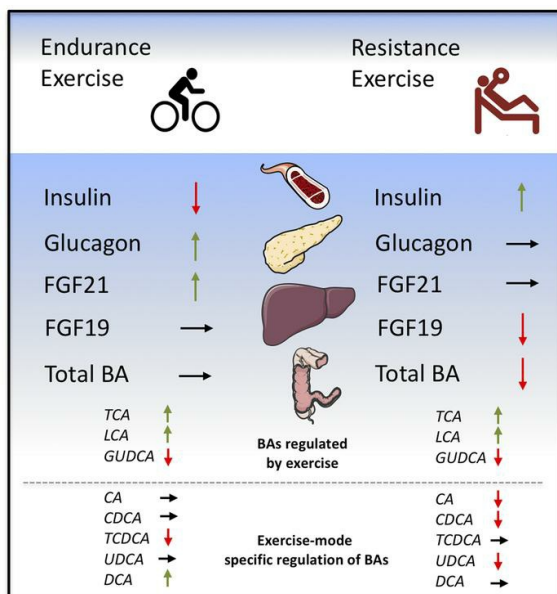 Endurance
Exercise
Resistance
Exercise
Insulin
Insulin
Glucagon
Glucagon
FGF21
FGF21
FGF19
FGF19
Total BA
Total BA
TCA
LCA
GUDCA
BAs regulated
by exercise
TCA
LCA
GUDCA
CA
CDCA
TCDCA
UDCA
DCA
Exercise-mode
specific regulation of BAs
CA
CDCA
TCDCA
UDCA
DCA